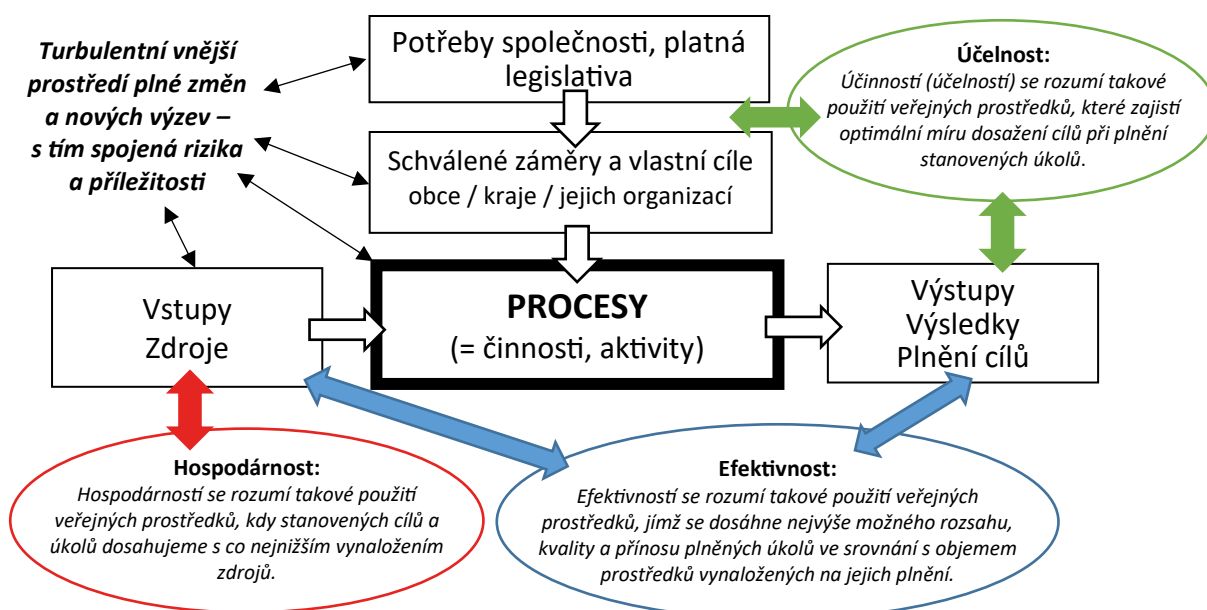 Turbulentní vnější
prostředí plné změn
a nových výzev –
s tím spojená rizika
a příležitosti
Potřeby společnosti, platná
legislativa
Účelnost:
Účinností (účelností) se rozumí takové
použití veřejných prostředků, které zajistí
optimální míru dosažení cílů při plnění
stanovených úkolů.
Schválené záměry a vlastní cíle
obce / kraje / jejich organizací
Vstupy
Zdroje
PROCESY
(= činnosti, aktivity)
Výstupy
Výsledky
Plnění cílů
Hospodárnost:
Hospodárností se rozumí takové použití
veřejných prostředků, kdy stanovených cílů a
úkolů dosahujeme s co nejnižším vynaložením
zdrojů.
Efektivnost:
Efektivností se rozumí takové použití veřejných
prostředků, jímž se dosáhne nejvýše možného rozsahu,
kvality a přínosu plněných úkolů ve srovnání s objemem
prostředků vynaložených na jejich plnění.